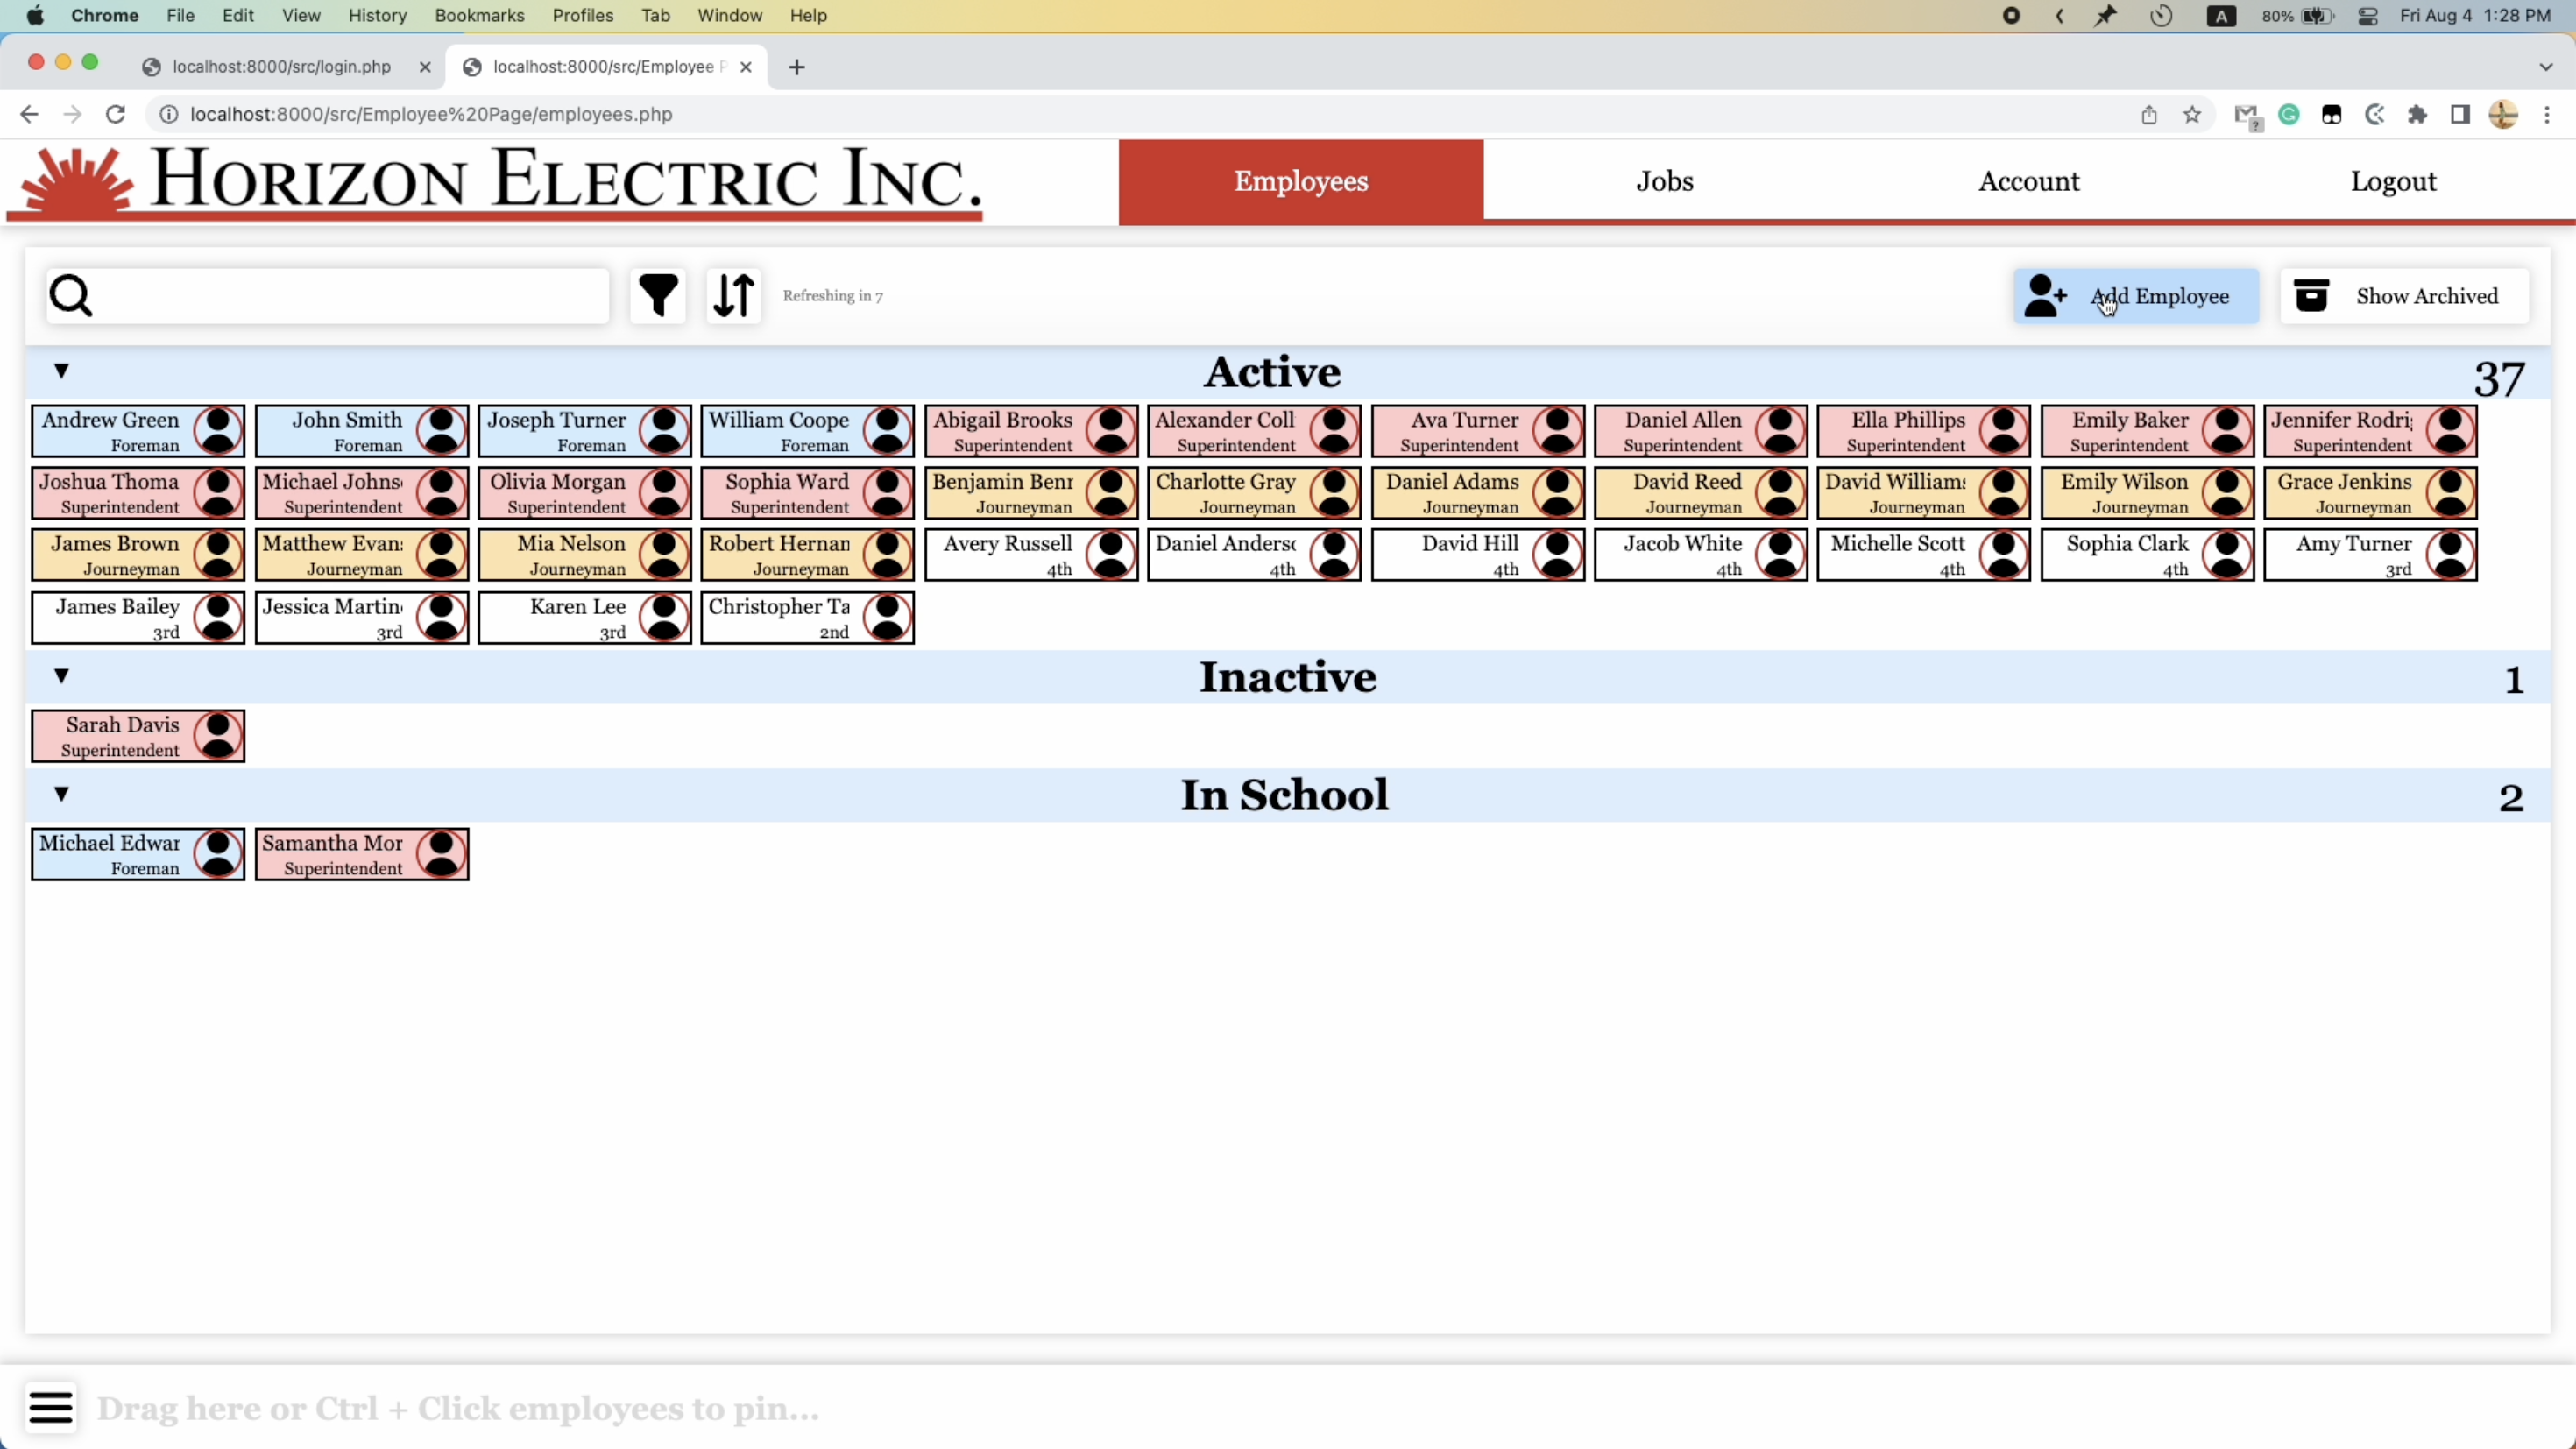 Chrome File Edit View History Bookmarks Profiles Tab Window Help A 80% Fri Aug 4 1:28 PM
localhost:8000/src/login.php localhost:8000/src/Employee P
localhost:8000/src/Employee%20Page/employees.php
HORIZON ELECTRIC INC. Employees Jobs Account Logout
Refreshing in 7 Add Employee Show Archived
Active 37
Andrew Green John Smith Joseph Turner William Coope Abigail Brooks Alexander Coll Ava Turner Daniel Allen Ella Phillips Emily Baker Jennifer Rodri
Foreman Foreman Foreman Foreman Superintendent Superintendent Superintendent Superintendent Superintendent Superintendent Superintendent
Joshua Thoma Michael Johns Olivia Morgan Sophia Ward Benjamin Benn Charlotte Gray Daniel Adams David Reed David Williams Emily Wilson Grace Jenkins
Superintendent Superintendent Superintendent Superintendent Journeyman Journeyman Journeyman Journeyman Journeyman Journeyman Journeyman
James Brown Matthew Evans Mia Nelson Robert Hernan Avery Russell Daniel Anders David Hill Jacob White Michelle Scott Sophia Clark Amy Turner
Journeyman Journeyman Journeyman Journeyman 4th 4th 4th 4th 4th 4th 3rd
James Bailey Jessica Martin Karen Lee Christopher Ta
3rd 3rd 3rd 2nd
Inactive 1
Sarah Davis
Superintendent
In School 2
Michael Edwar Samantha Mor
Foreman Superintendent
Drag here or Ctrl + Click employees to pin...